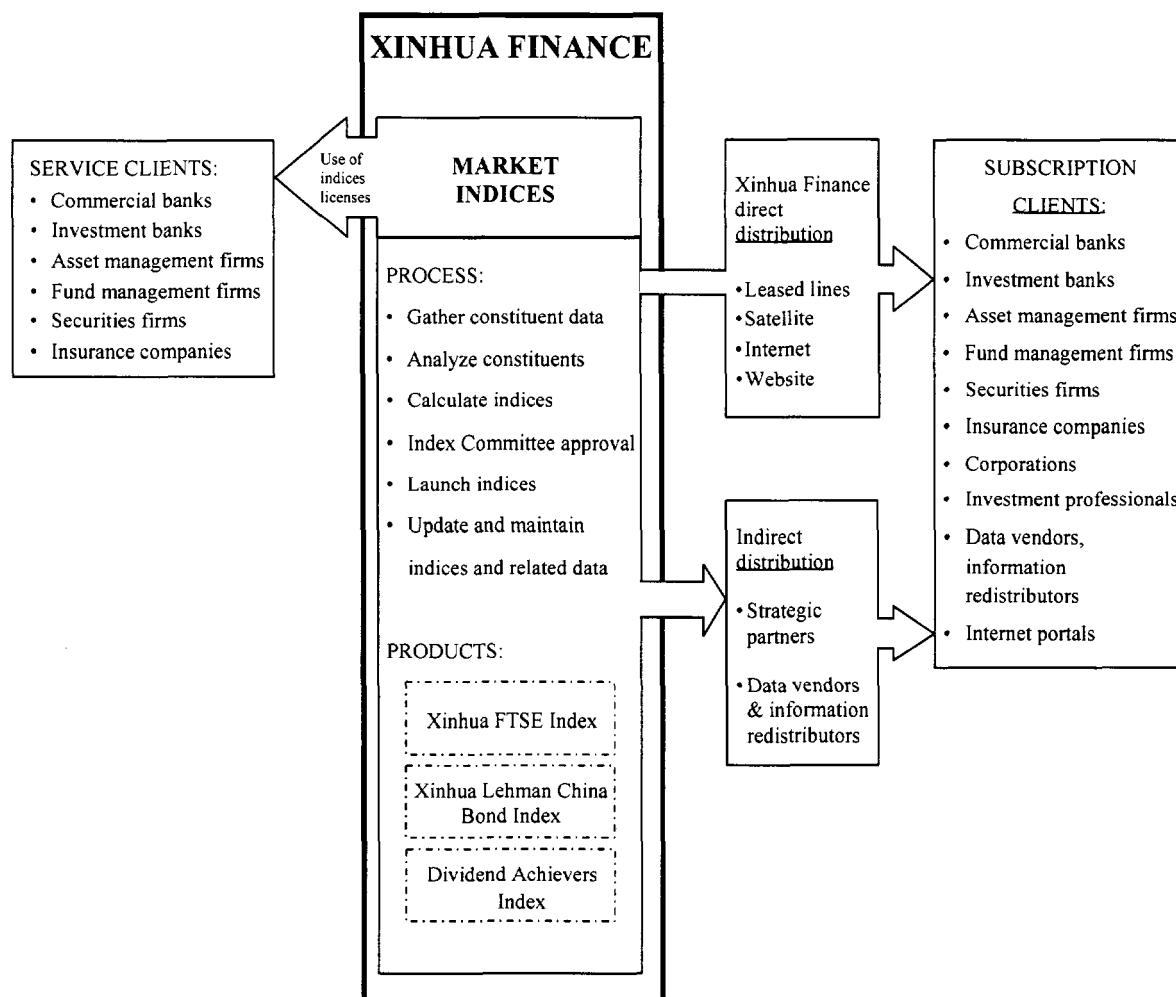 XINHUA FINANCE
SERVICE CLIENTS:
• Commercial banks
• Investment banks
• Asset management firms
• Fund management firms
• Securities firms
• Insurance companies
Use of
indices
licenses
MARKET
INDICES
PROCESS:
• Gather constituent data
• Analyze constituents
• Calculate indices
• Index Committee approval
• Launch indices
• Update and maintain
indices and related data
PRODUCTS:
Xinhua FTSE Index
Xinhua Lehman China
Bond Index
Dividend Achievers
Index
Xinhua Finance
direct
distribution
• Leased lines
• Satellite
• Internet
• Website
Indirect
distribution
• Strategic
partners
• Data vendors
& information
redistributors
SUBSCRIPTION
CLIENTS:
• Commercial banks
• Investment banks
• Asset management firms
• Fund management firms
• Securities firms
• Insurance companies
• Corporations
• Investment professionals
• Data vendors,
information
redistributors
• Internet portals